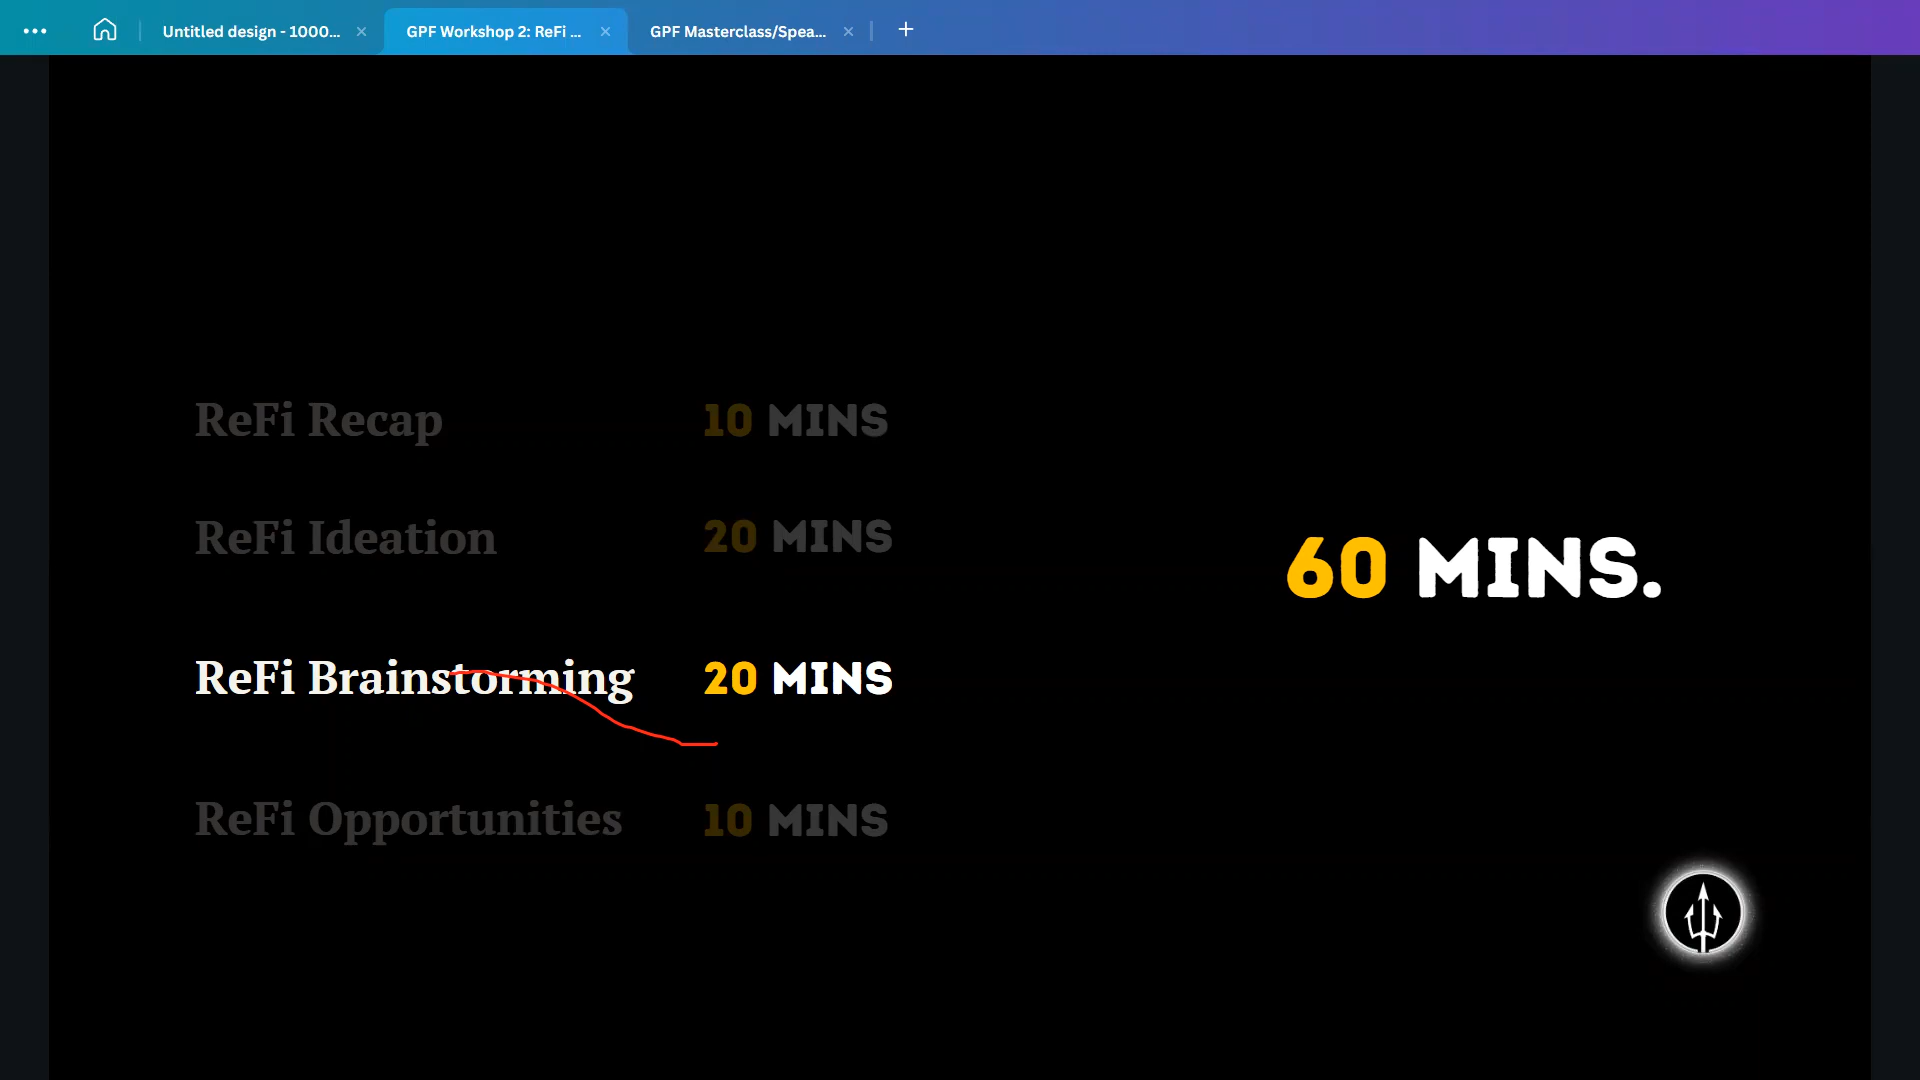 Untitled design - 1000...
GPF Workshop 2: ReFi ...
GPF Masterclass/Spea...
ReFi Recap 10 MINS
ReFi Ideation 20 MINS
60 MINS.
ReFi Brainstorming 20 MINS
ReFi Opportunities 10 MINS